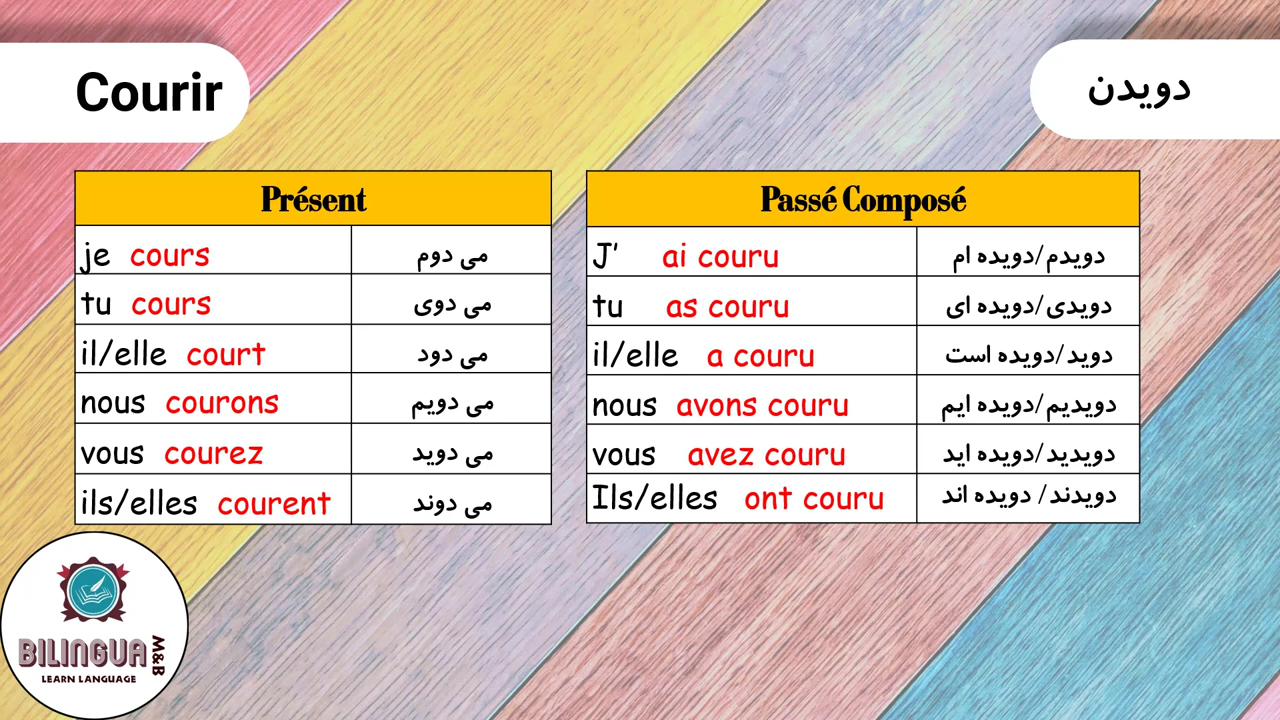 Courir
دویدن
Présent
je cours می دوم
tu cours می دوی
il/elle court می دود
nous courons می دویم
vous courez می دوید
ils/elles courent می دوند
Passé Composé
J' ai couru دویدم/دویده ام
tu as couru دویدی/دویده ای
il/elle a couru دوید/دویده است
nous avons couru دویدیم/دویده ایم
vous avez couru دویدید/دویده اید
Ils/elles ont couru دویدند/ دویده اند
BILINGUA M&B
LEARN LANGUAGE